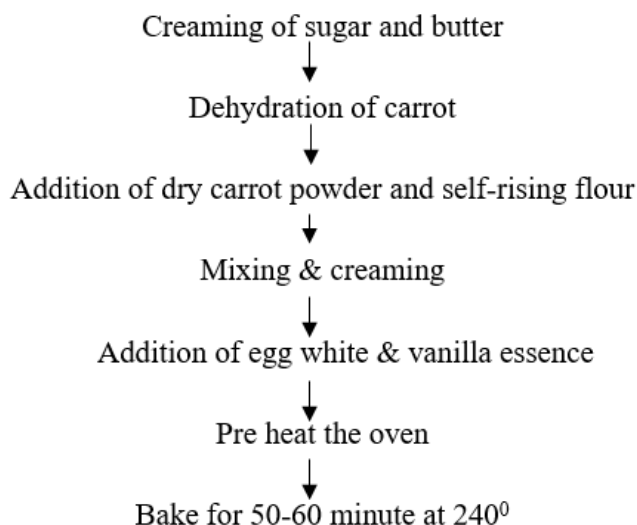 Creaming of sugar and butter
Dehydration of carrot
Addition of dry carrot powder and self-rising flour
Mixing & creaming
Addition of egg white & vanilla essence
Pre heat the oven
Bake for 50-60 minute at 240⁰